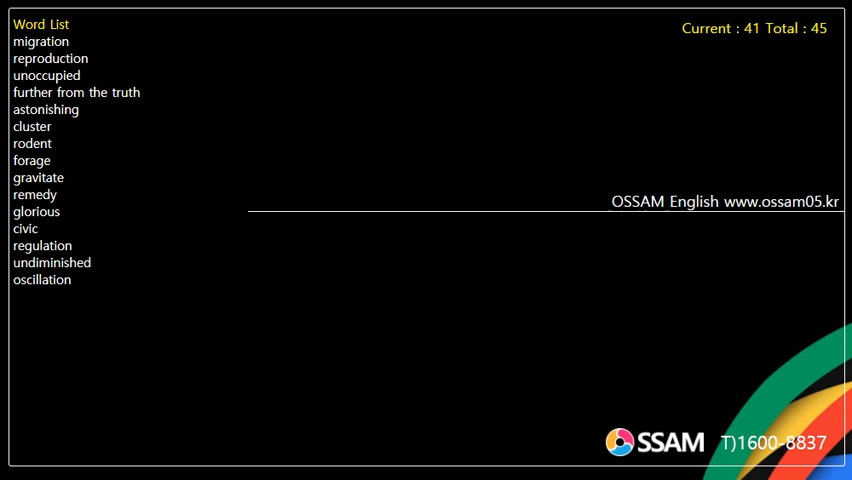 Word List
migration
reproduction
unoccupied
further from the truth
astonishing
cluster
rodent
forage
gravitate
remedy
glorious
civic
regulation
undiminished
oscillation
Current : 41 Total : 45
OSSAM English www.ossam05.kr
OSSAM T)1600-8837